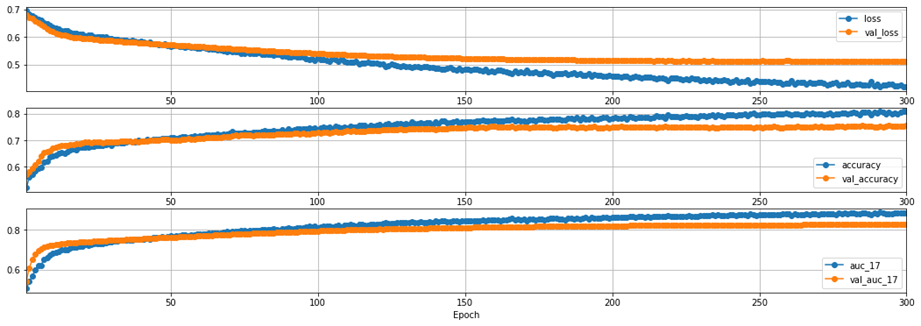 0.7
0.6
0.5
loss
val_loss
50 100 150 200 250 300
0.8
0.7
0.6
accuracy
val_accuracy
50 100 150 200 250 300
0.8
0.6
auc_17
val_auc_17
50 100 150 200 250 300
Epoch